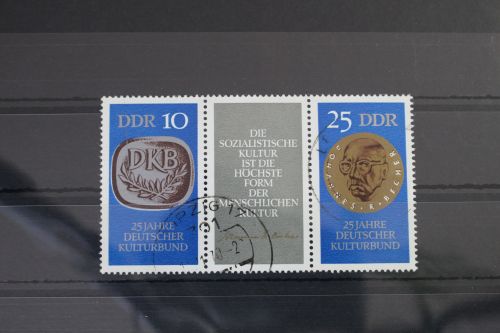 DDR 10
DKB
25 JAHRE
DEUTSCHER
KULTURBUND
DIE
SOZIALISTISCHE
KULTUR
IST DIE
HÖCHSTE
FORM
DER
MENSCHLICHEN
KULTUR
25 DDR
JOHANNES · R · BECHER
25 JAHRE
DEUTSCHER
KULTURBUND